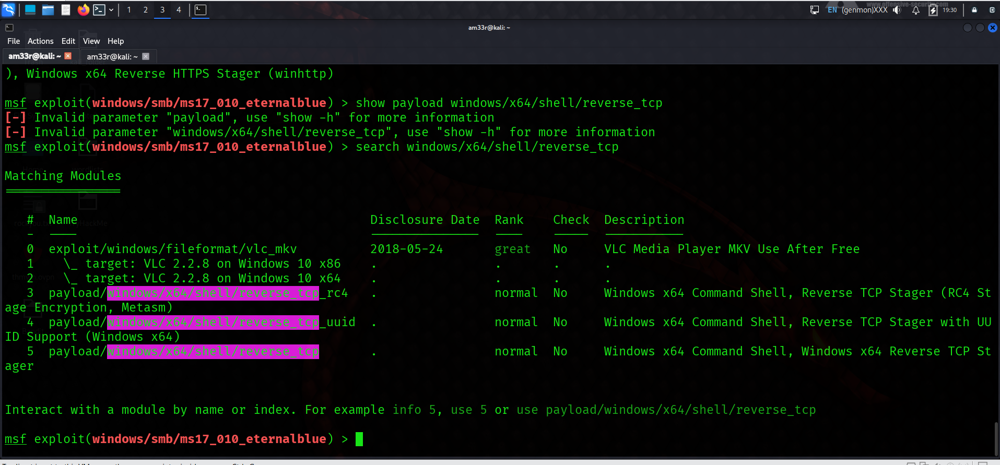 www.offensive-security.com
1 2 3 4
EN (genmon)XXX 19:30
am33r@kali: ~
File Actions Edit View Help
am33r@kali: ~ am33r@kali: ~
), Windows x64 Reverse HTTPS Stager (winhttp)
msf exploit(windows/smb/ms17_010_eternalblue) > show payload windows/x64/shell/reverse_tcp
[-] Invalid parameter "payload", use "show -h" for more information
[-] Invalid parameter "windows/x64/shell/reverse_tcp", use "show -h" for more information
msf exploit(windows/smb/ms17_010_eternalblue) > search windows/x64/shell/reverse_tcp
Matching Modules
================
# Name Disclosure Date Rank Check Description
- ---- --------------- ---- ----- -----------
0 exploit/windows/fileformat/vlc_mkv 2018-05-24 great No VLC Media Player MKV Use After Free
1 \_ target: VLC 2.2.8 on Windows 10 x86 . . . .
2 \_ target: VLC 2.2.8 on Windows 10 x64 . . . .
3 payload/windows/x64/shell/reverse_tcp_rc4 . normal No Windows x64 Command Shell, Reverse TCP Stager (RC4 St
age Encryption, Metasm)
4 payload/windows/x64/shell/reverse_tcp_uuid . normal No Windows x64 Command Shell, Reverse TCP Stager with UU
ID Support (Windows x64)
5 payload/windows/x64/shell/reverse_tcp . normal No Windows x64 Command Shell, Windows x64 Reverse TCP St
ager
Interact with a module by name or index. For example info 5, use 5 or use payload/windows/x64/shell/reverse_tcp
msf exploit(windows/smb/ms17_010_eternalblue) >